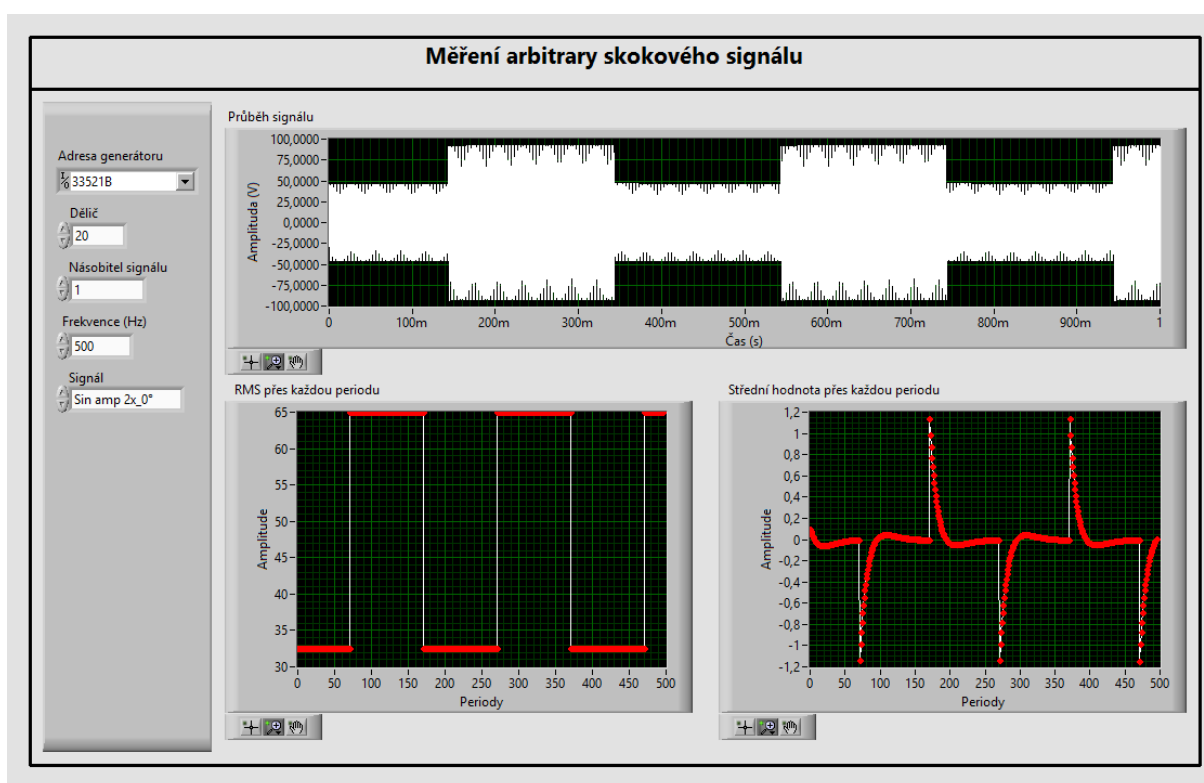 Měření arbitrary skokového signálu
Adresa generátoru
33521B
Dělič
20
Násobitel signálu
1
Frekvence (Hz)
500
Signál
Sin amp 2x_0°
Průběh signálu
Amplituda (V)
100,0000
75,0000
50,0000
25,0000
0,0000
-25,0000
-50,0000
-75,0000
-100,0000
0 100m 200m 300m 400m 500m 600m 700m 800m 900m 1
Čas (s)
RMS přes každou periodu
Amplitude
65
60
55
50
45
40
35
30
0 50 100 150 200 250 300 350 400 450 500
Periody
Střední hodnota přes každou periodu
Amplitude
1,2
1
0,8
0,6
0,4
0,2
0
-0,2
-0,4
-0,6
-0,8
-1
-1,2
0 50 100 150 200 250 300 350 400 450 500
Periody